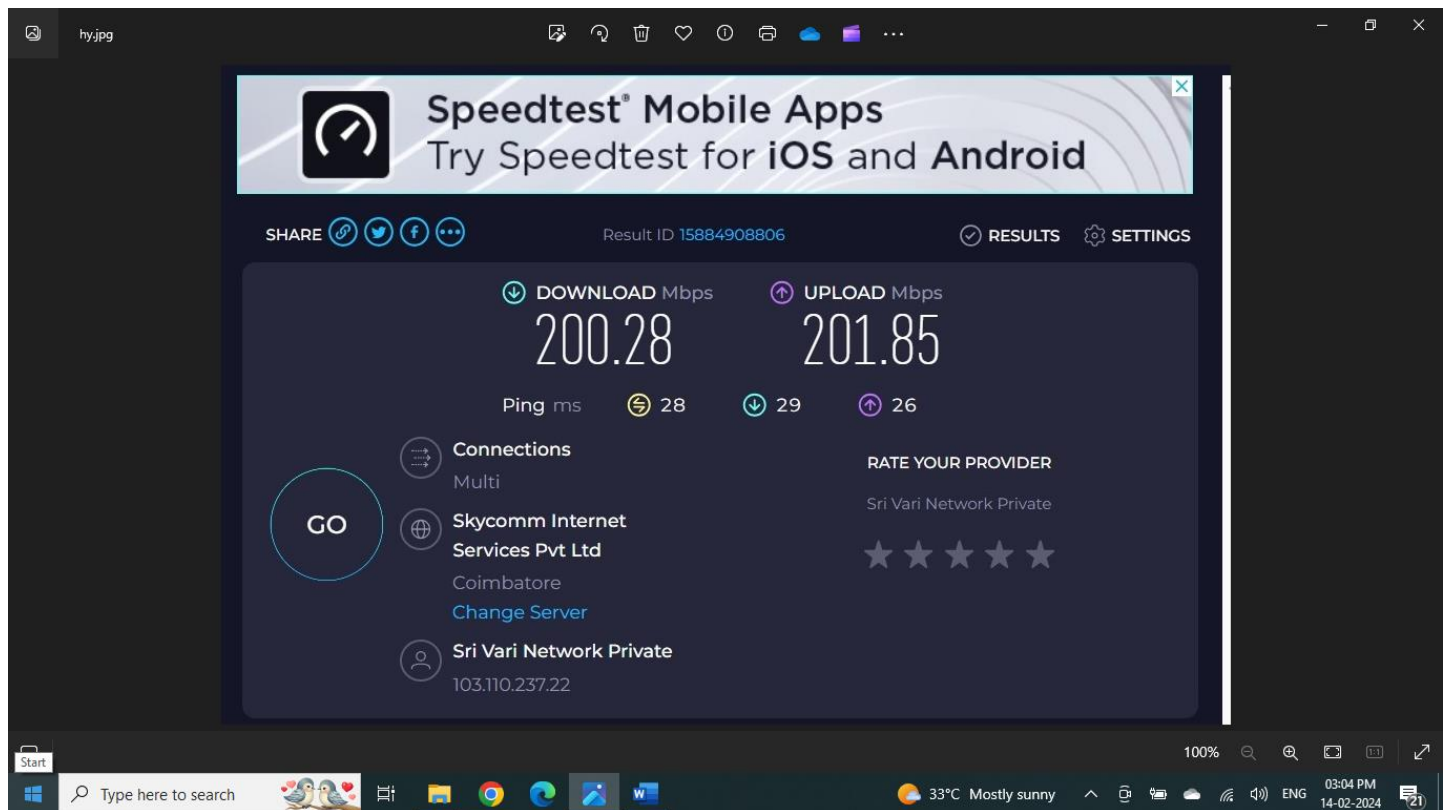 hy.jpg
Speedtest® Mobile Apps
Try Speedtest for iOS and Android
SHARE
Result ID 15884908806
RESULTS
SETTINGS
DOWNLOAD Mbps
UPLOAD Mbps
200.28
201.85
Ping ms 28 29 26
Connections
Multi
RATE YOUR PROVIDER
Sri Vari Network Private
GO
Skycomm Internet
Services Pvt Ltd
Coimbatore
Change Server
Sri Vari Network Private
103.110.237.22
100%
1:1
Start
Type here to search
33°C Mostly sunny
ENG
03:04 PM
14-02-2024
21